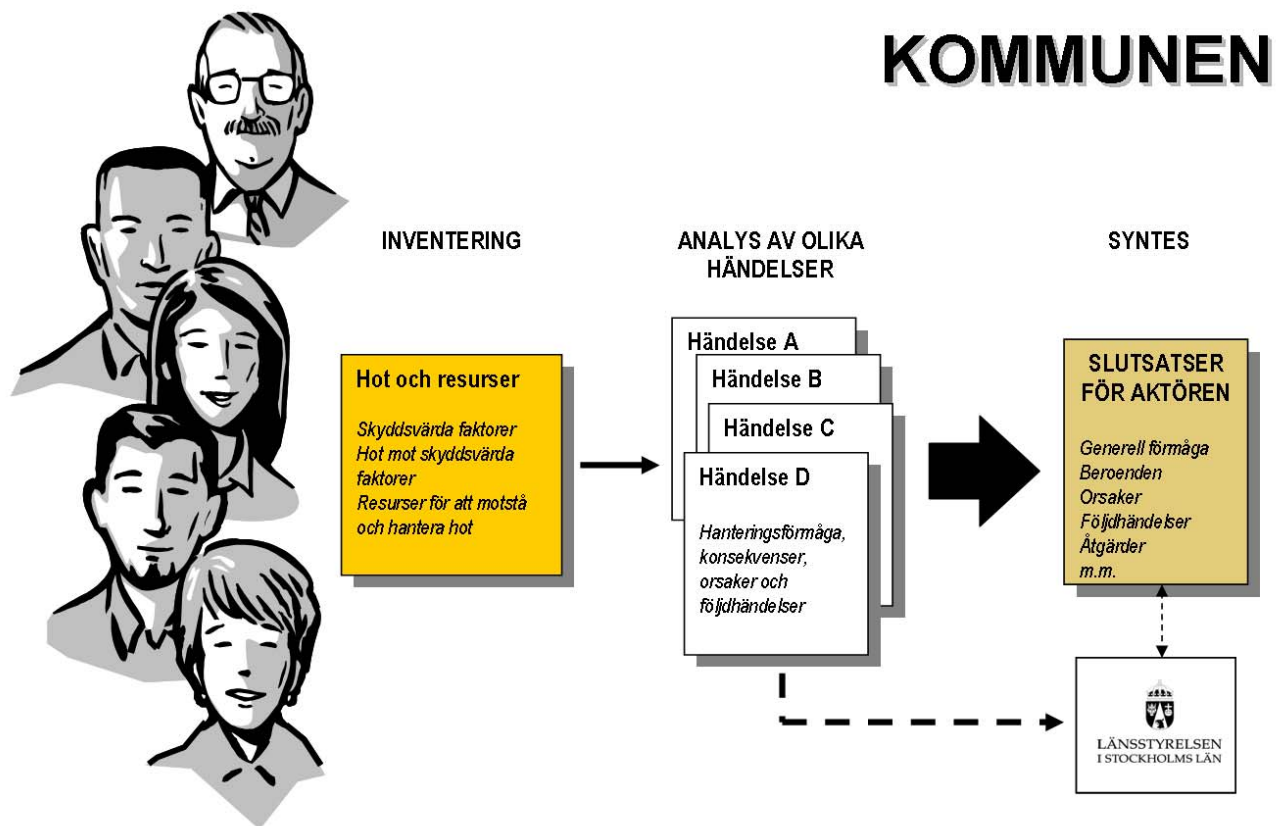 KOMMUNEN
INVENTERING
ANALYS AV OLIKA
HÄNDELSER
SYNTES
Hot och resurser
Skyddsvärda faktorer
Hot mot skyddsvärda
faktorer
Resurser för att motstå
och hantera hot
Händelse A
Händelse B
Händelse C
Händelse D
Hanteringsförmåga,
konsekvenser,
orsaker och
följdhändelser
SLUTSATSER
FÖR AKTÖREN
Generell förmåga
Beroenden
Orsaker
Följdhändelser
Åtgärder
m.m.
LÄNSSTYRELSEN
I STOCKHOLMS LÄN